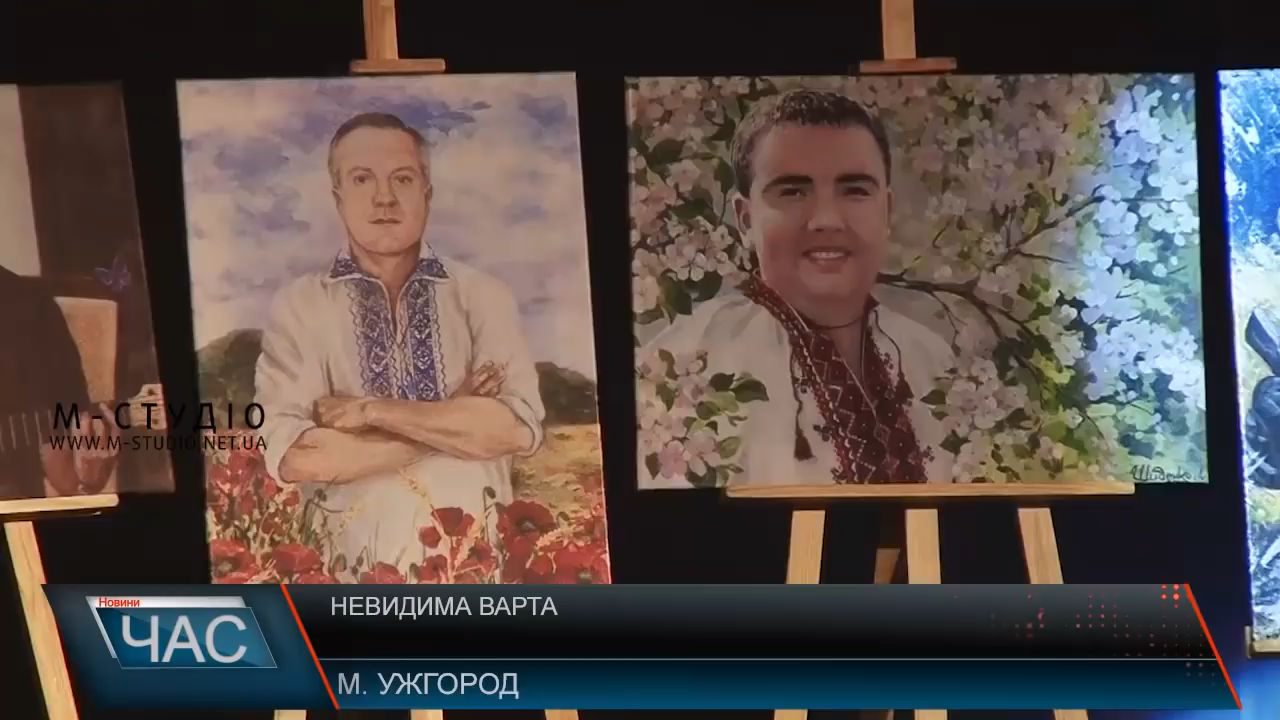 М-СТУДІО
WWW.M-STUDIO.NET.UA
Новини
ЧАС
НЕВИДИМА ВАРТА
М. УЖГОРОД